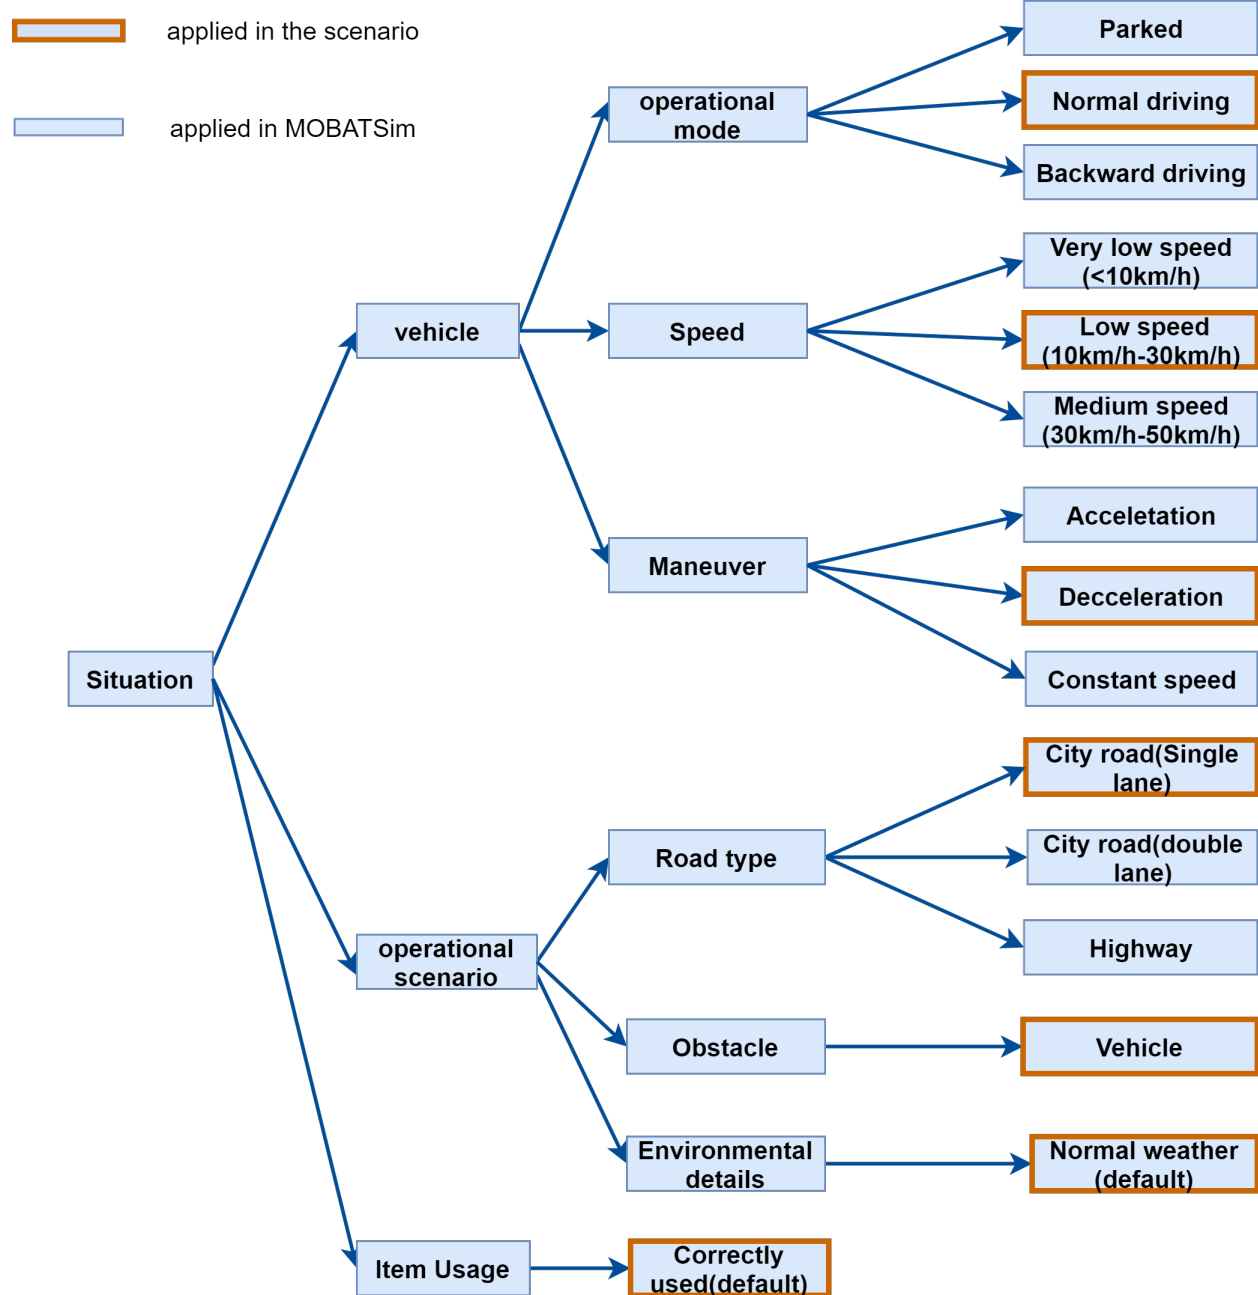 applied in the scenario
applied in MOBATSim
Situation
vehicle
operational
mode
Parked
Normal driving
Backward driving
Speed
Very low speed
(<10km/h)
Low speed
(10km/h-30km/h)
Medium speed
(30km/h-50km/h)
Maneuver
Acceletation
Decceleration
Constant speed
operational
scenario
Road type
City road(Single
lane)
City road(double
lane)
Highway
Obstacle
Vehicle
Environmental
details
Normal weather
(default)
Item Usage
Correctly
used(default)